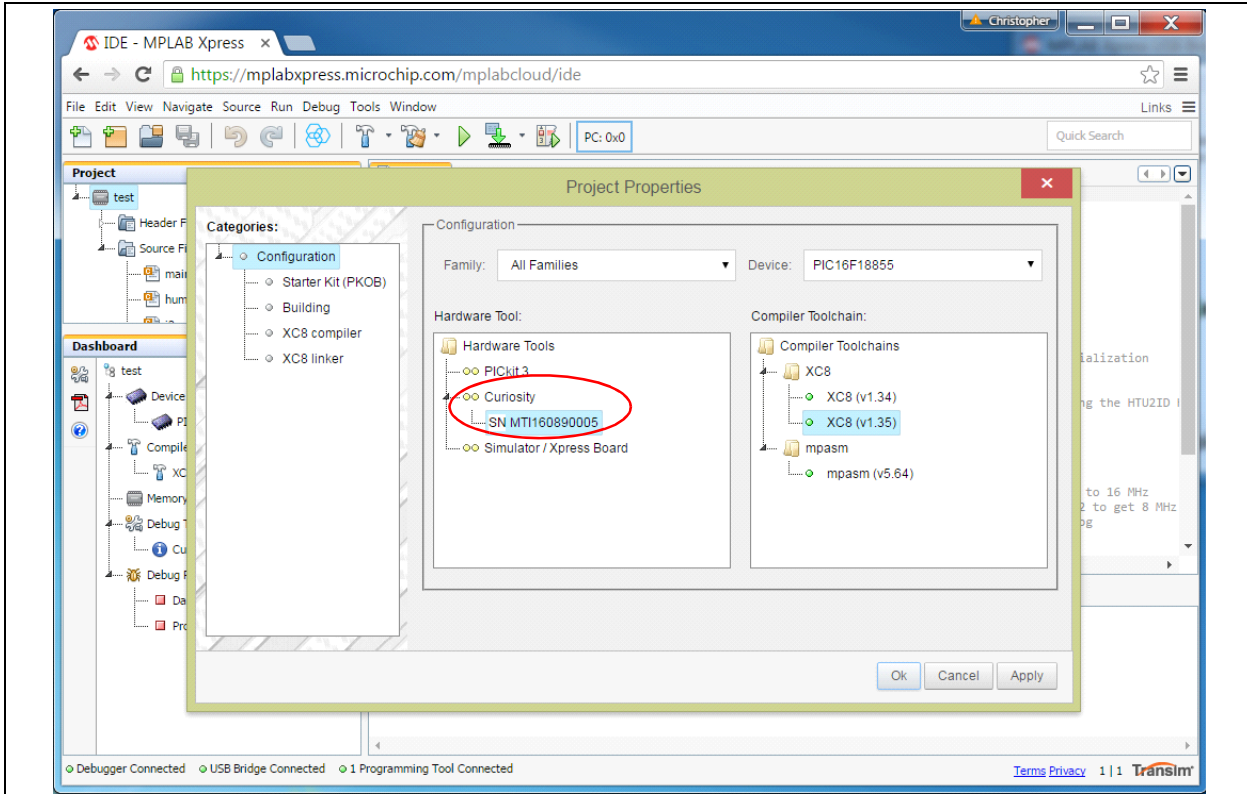 Christopher
IDE - MPLAB Xpress
https://mplabxpress.microchip.com/mplabcloud/ide
File Edit View Navigate Source Run Debug Tools Window
Links
PC: 0x0
Quick Search
Project
test
Header F
Source Fi
mai
hum
Dashboard
test
Device
PI
Compile
XC
Memory
Debug T
Cu
Debug R
Da
Pro
Project Properties
Categories:
Configuration
Starter Kit (PKOB)
Building
XC8 compiler
XC8 linker
Configuration
Family: All Families
Device: PIC16F18855
Hardware Tool:
Hardware Tools
PICkit 3
Curiosity
SN MTI160890005
Simulator / Xpress Board
Compiler Toolchain:
Compiler Toolchains
XC8
XC8 (v1.34)
XC8 (v1.35)
mpasm
mpasm (v5.64)
Ok Cancel Apply
ialization
ng the HTU2ID
to 16 MHz
2 to get 8 MHz
og
Debugger Connected USB Bridge Connected 1 Programming Tool Connected
Terms Privacy 1 | 1 Transim